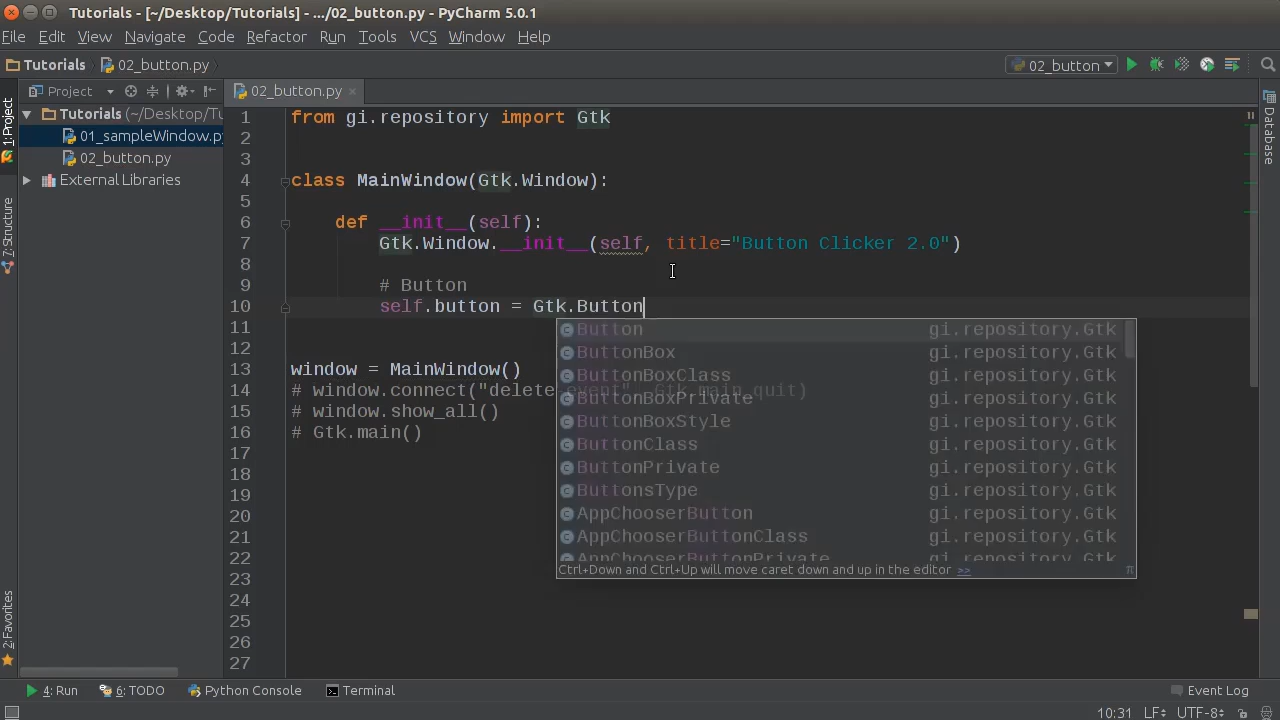 Tutorials - [~/Desktop/Tutorials] - .../02_button.py - PyCharm 5.0.1
File Edit View Navigate Code Refactor Run Tools VCS Window Help
Tutorials 02_button.py 02_button
Project 02_button.py
1: Project
7: Structure
2: Favorites
Database
Tutorials (~/Desktop/Tu
01_sampleWindow.py
02_button.py
External Libraries
1 from gi.repository import Gtk
2
3
4 class MainWindow(Gtk.Window):
5
6 def __init__(self):
7 Gtk.Window.__init__(self, title="Button Clicker 2.0")
8
9 # Button
10 self.button = Gtk.Button
11
12
13 window = MainWindow()
14 # window.connect("delete-event", Gtk.main_quit)
15 # window.show_all()
16 # Gtk.main()
17
18
19
20
21
22
23
24
25
26
27
Button gi.repository.Gtk
ButtonBox gi.repository.Gtk
ButtonBoxClass gi.repository.Gtk
ButtonBoxPrivate gi.repository.Gtk
ButtonBoxStyle gi.repository.Gtk
ButtonClass gi.repository.Gtk
ButtonPrivate gi.repository.Gtk
ButtonsType gi.repository.Gtk
AppChooserButton gi.repository.Gtk
AppChooserButtonClass gi.repository.Gtk
AppChooserButtonPrivate gi.repository.Gtk
Ctrl+Down and Ctrl+Up will move caret down and up in the editor >> π
4: Run 6: TODO Python Console Terminal Event Log
10:31 LF UTF-8